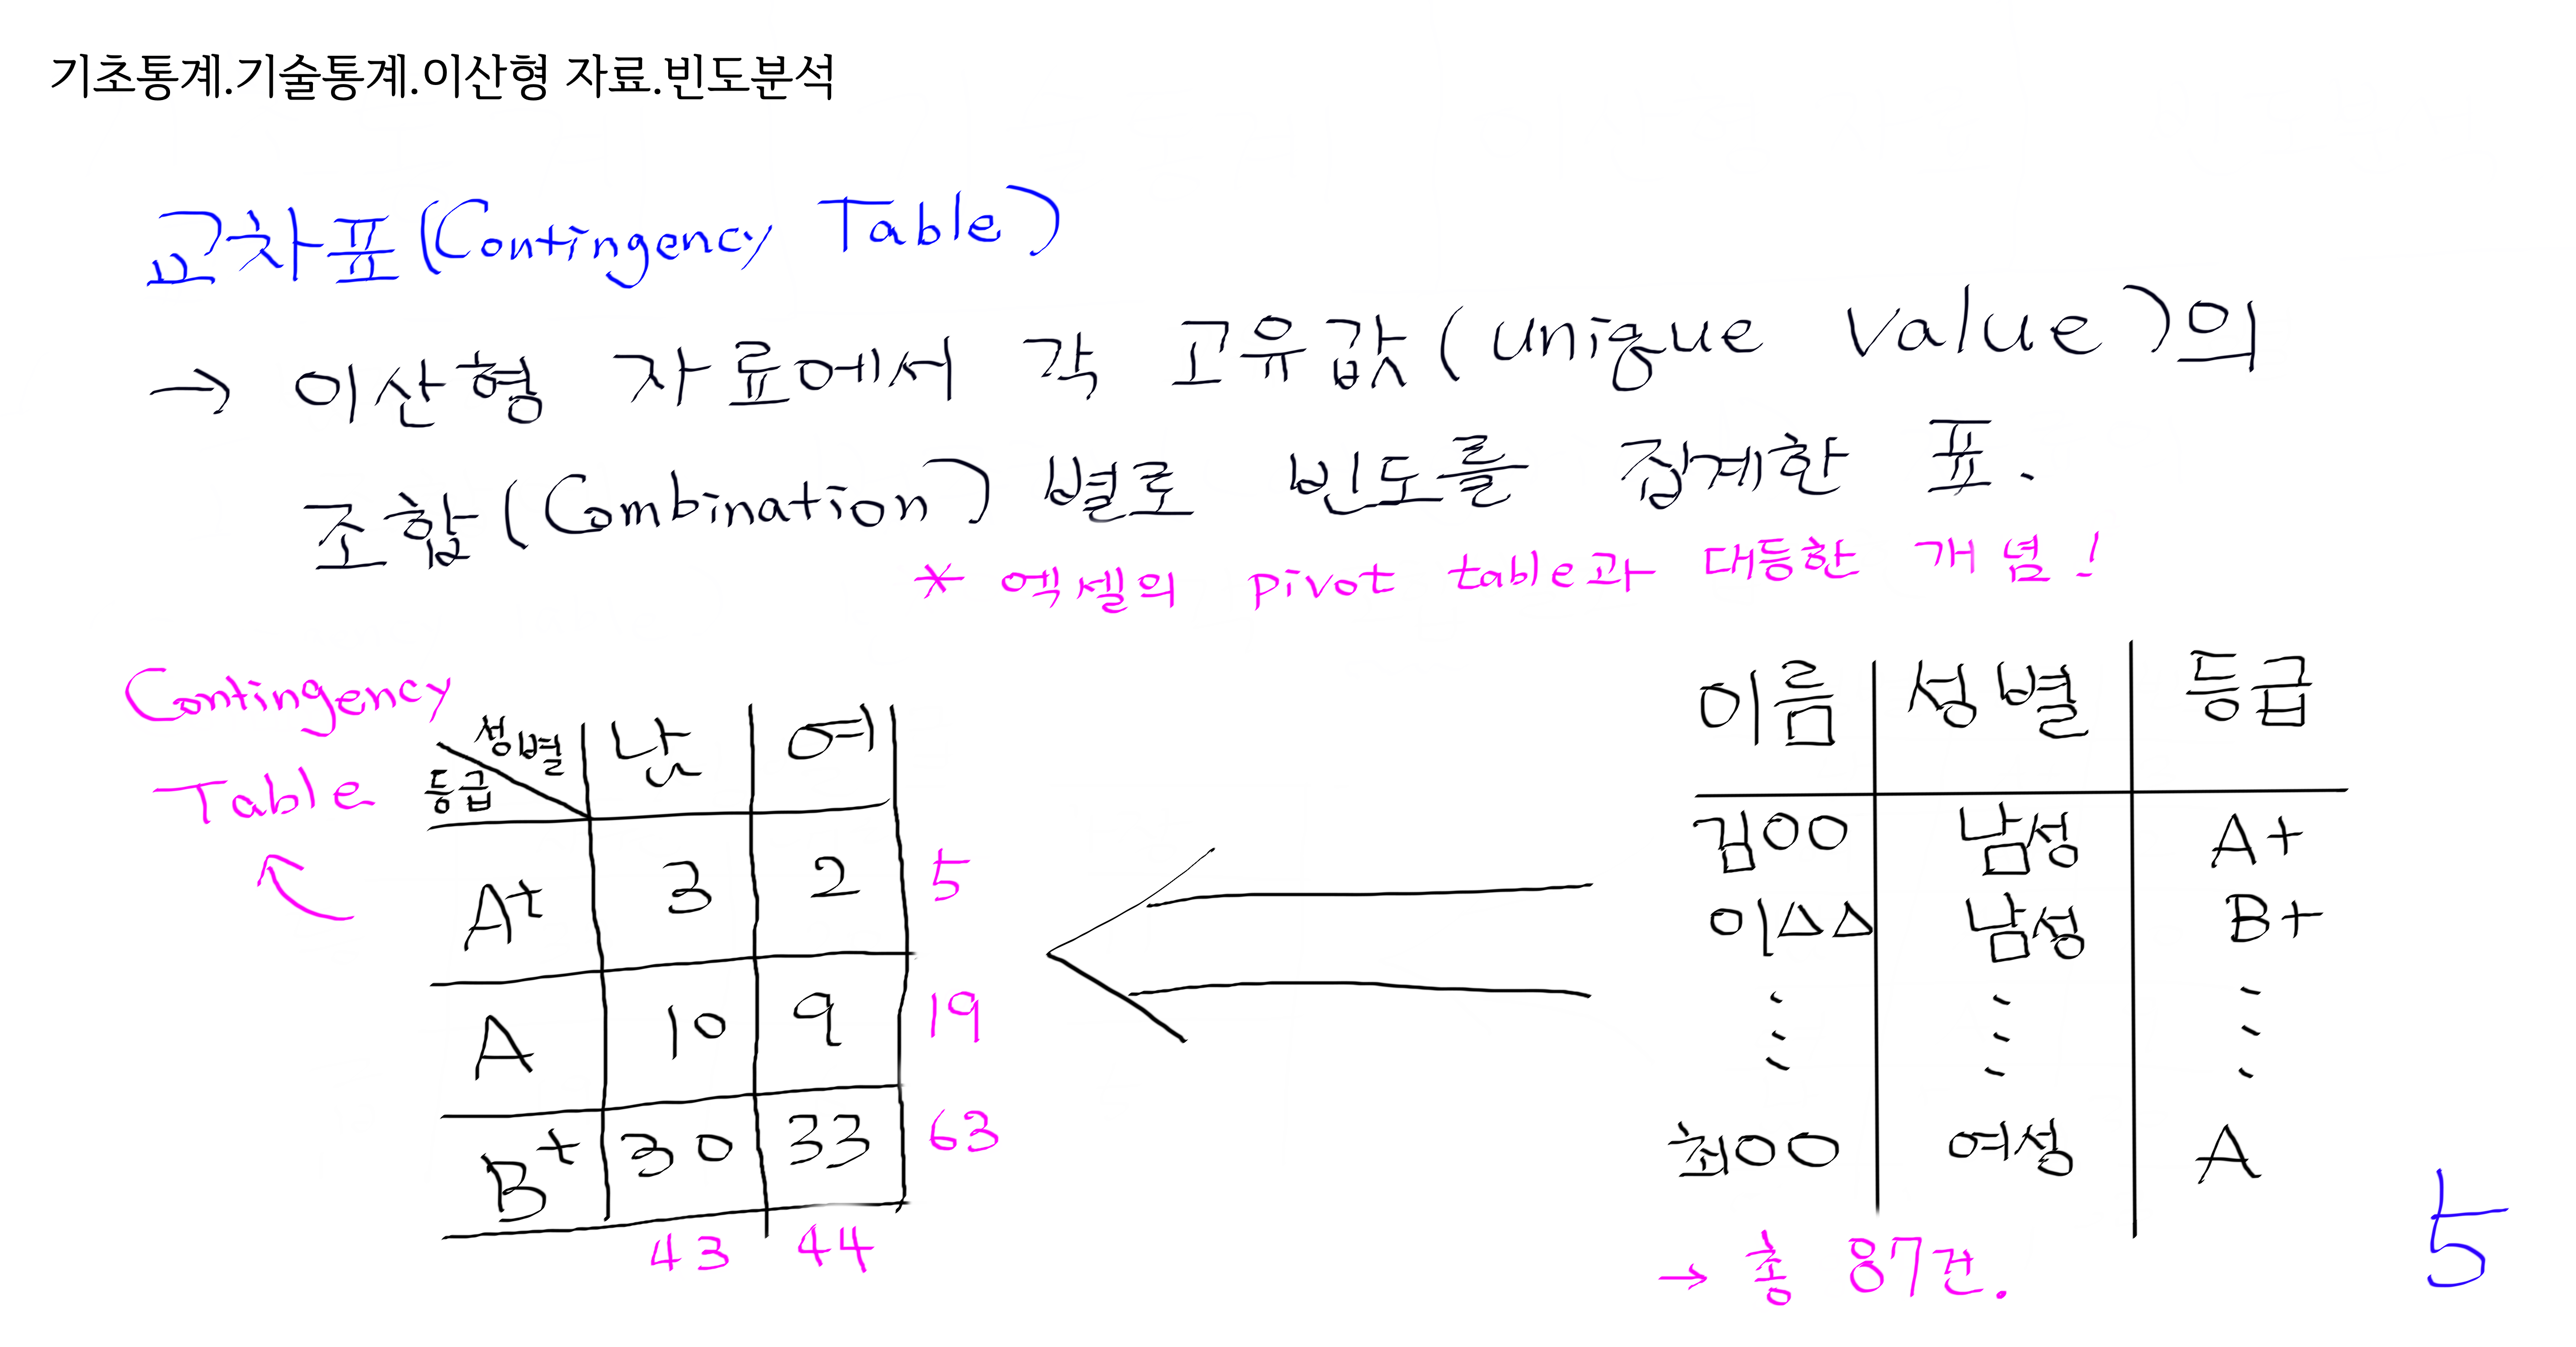 기초통계.기술통계.이산형 자료.빈도분석
교차표(Contingency Table)
→ 이산형 자료에서 각 고유값(unique value)의
조합(Combination) 별로 빈도를 집계한 표.
* 엑셀의 pivot table과 대등한 개념!
Contingency
Table
성별 남 여
등급
A+ 3 2 5
A 10 9 19
B+ 30 33 63
43 44
이름 성별 등급
김OO 남성 A+
이△△ 남성 B+
⋮ ⋮ ⋮
최OO 여성 A
→ 총 87건.
5